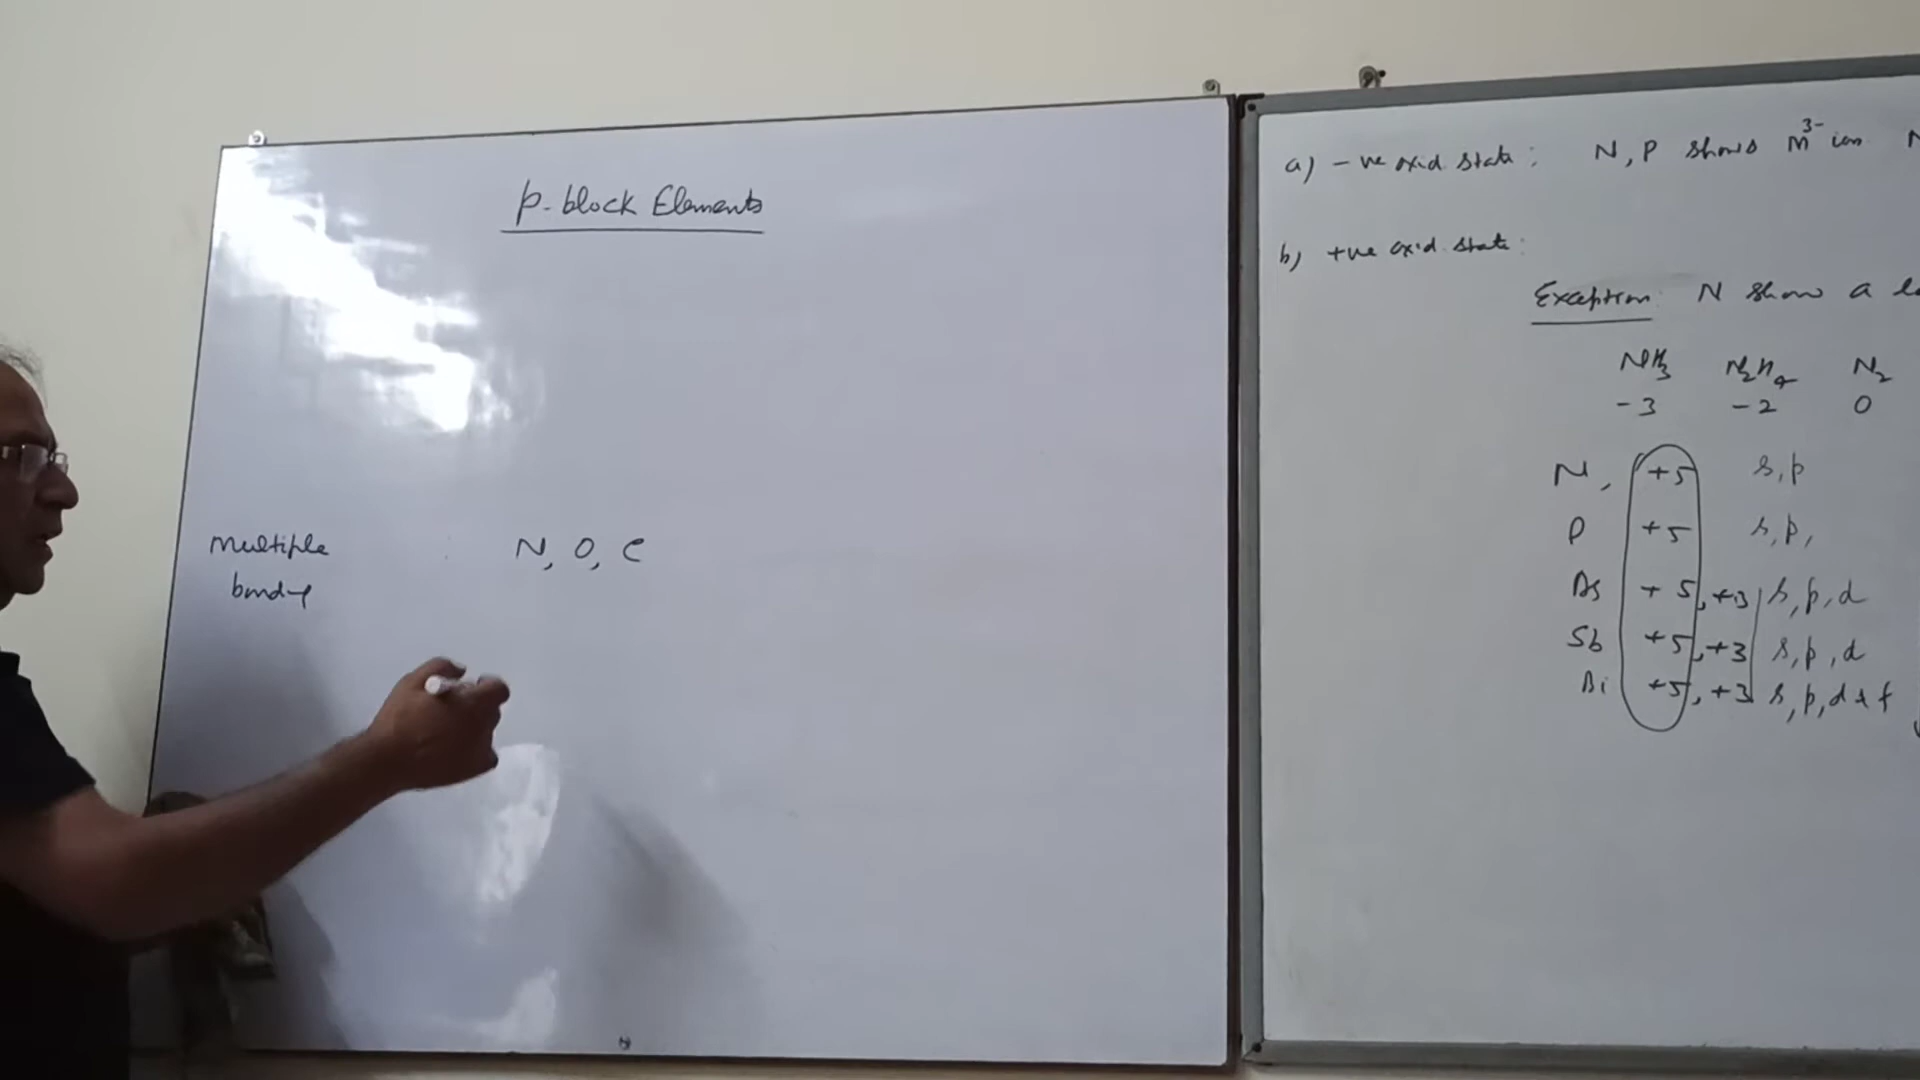 p-block Elements
Multiple : N, O, C
bond
a) -ve oxid state : N, P shows M³⁻ ion N
b) +ve oxid. state :
Exception : N show a
NH3 N2H4 N2
-3 -2 0
N, +5 s,p
P +5 s,p,
As +5, +3 s,p,d
Sb +5, +3 s,p,d
Bi +5, +3 s,p,d & f